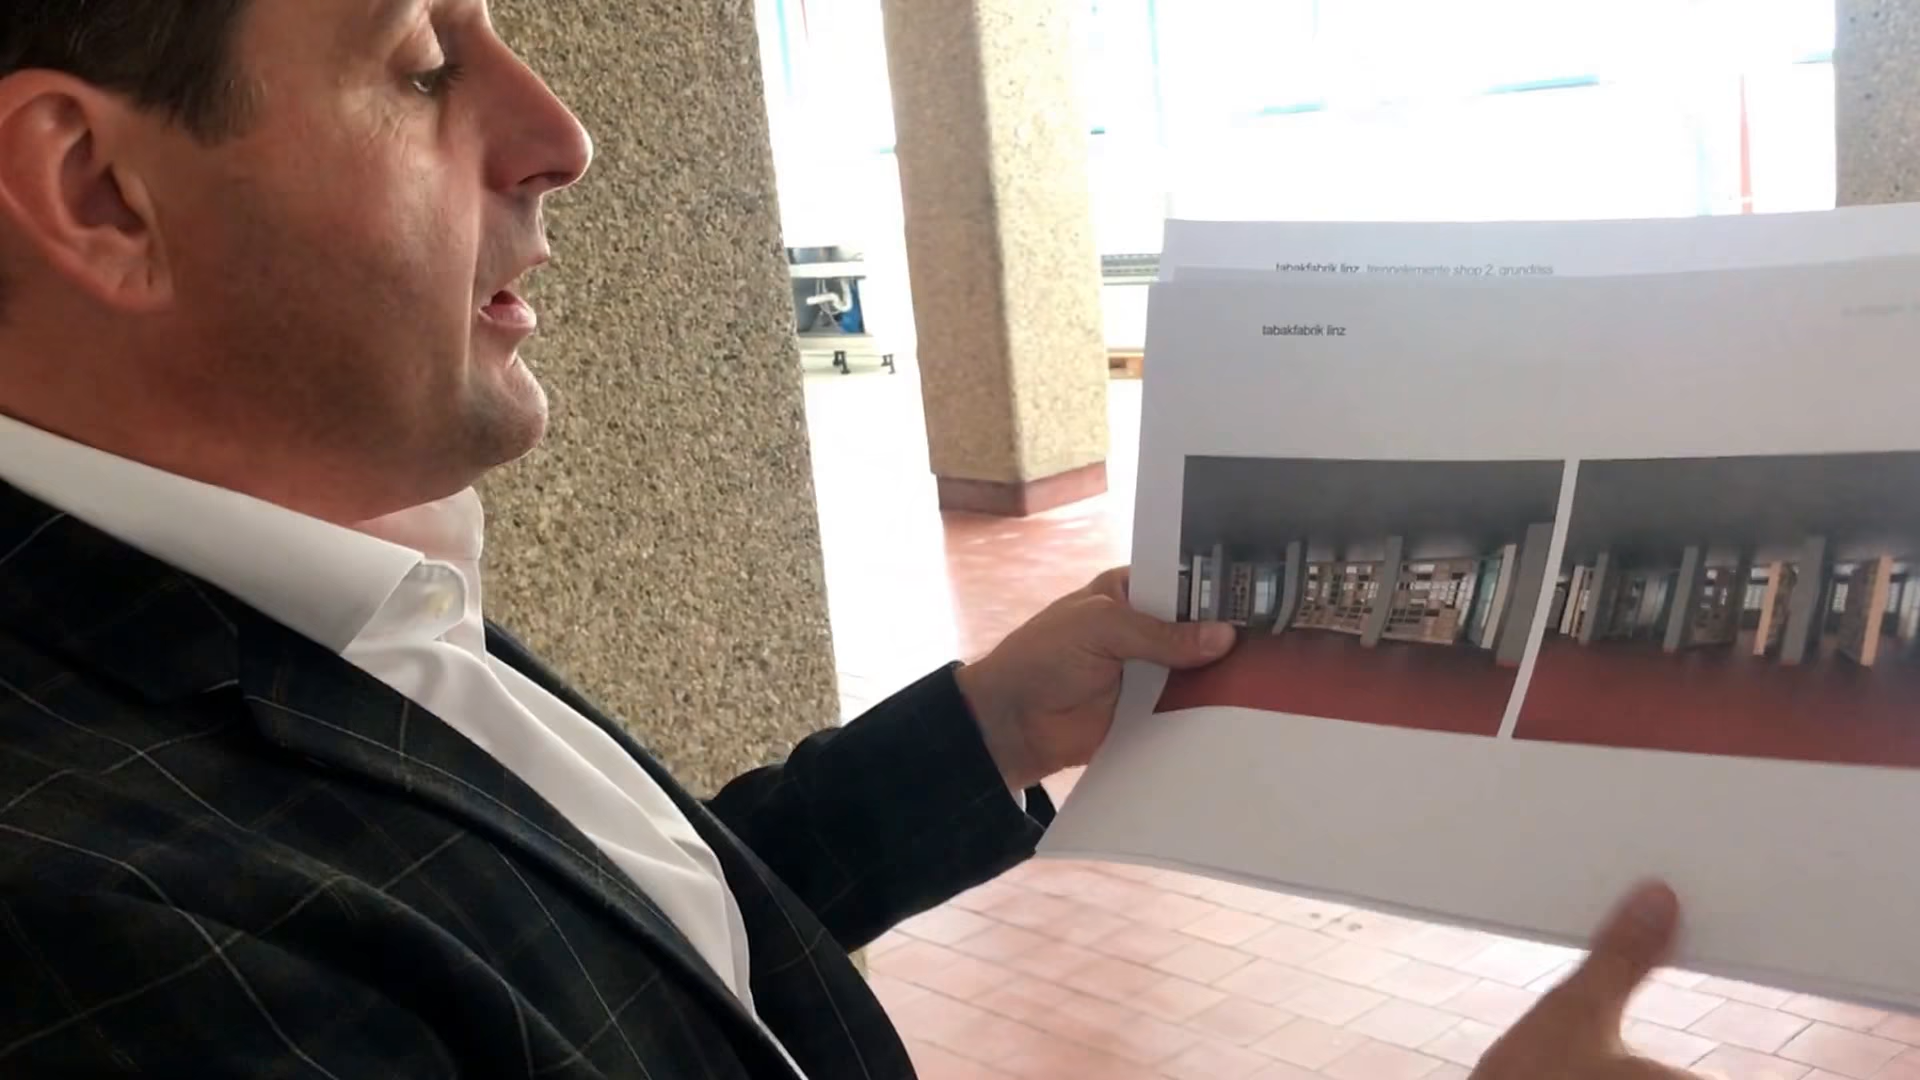 tabakfabrik linz, trennelemente shop 2, grundriss
tabakfabrik linz